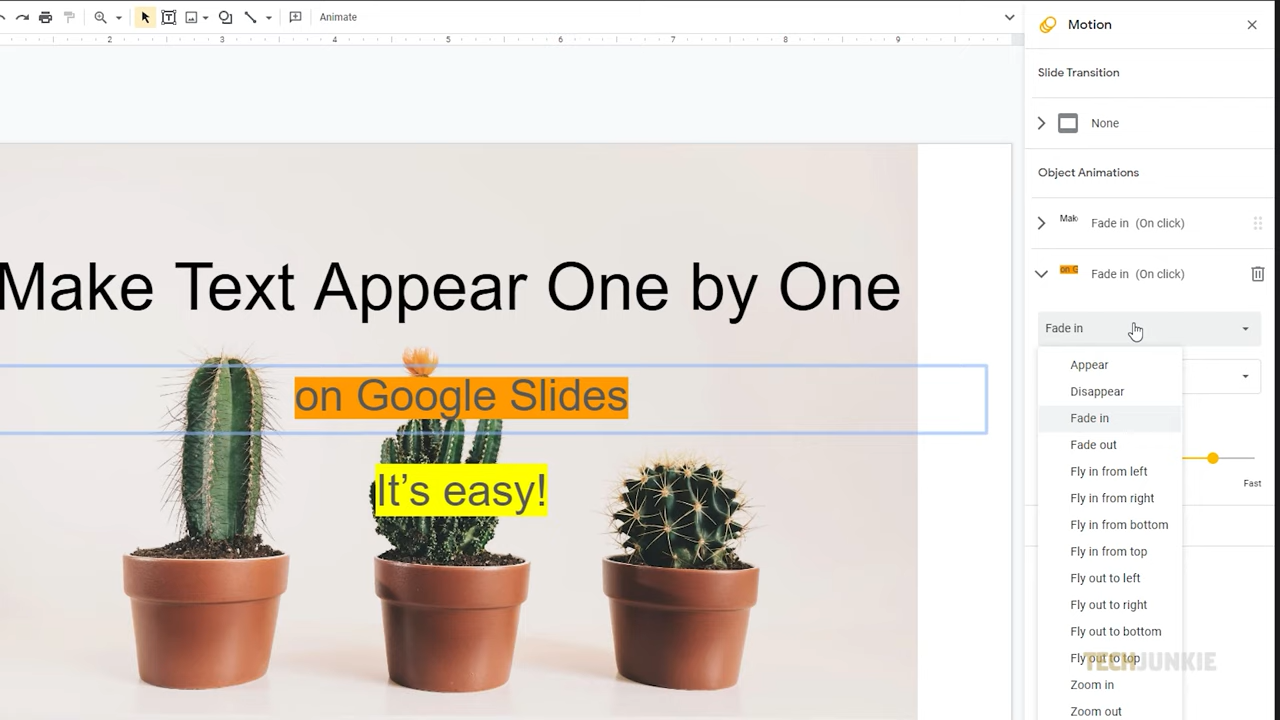 Animate
2 3 4 5 6 7 8 9
Motion
Slide Transition
None
Object Animations
Mak
Fade in (On click)
on G
Fade in (On click)
Fade in
Appear
Disappear
Fade in
Fade out
Fly in from left
Fly in from right
Fly in from bottom
Fly in from top
Fly out to left
Fly out to right
Fly out to bottom
Fly out to top
Zoom in
Zoom out
Fast
Make Text Appear One by One
on Google Slides
It’s easy!
TECHJUNKIE